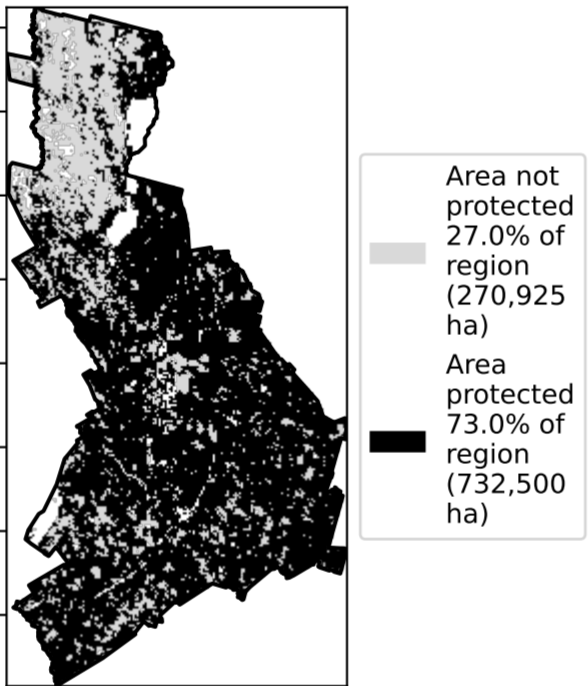 Area not
protected
27.0% of
region
(270,925
ha)
Area
protected
73.0% of
region
(732,500
ha)